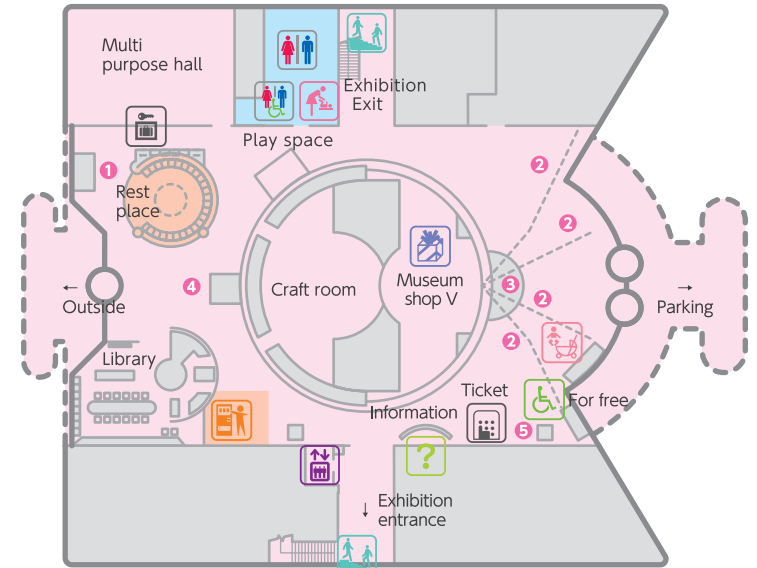 Multi
purpose hall
Exhibition
Exit
Play space
1
Rest
place
2
2
← Outside
4
Craft room
Museum
shop V
3
2
2
→
Parking
Library
Ticket
Information
For free
5
?
↓ Exhibition
entrance